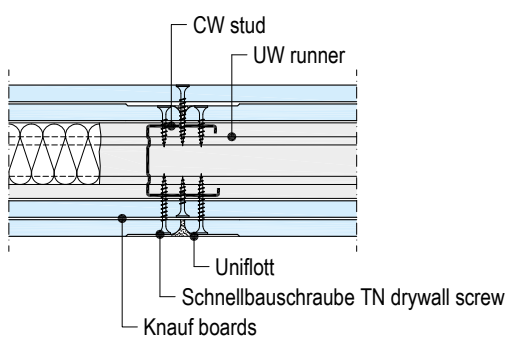 CW stud
UW runner
Uniflott
Schnellbauschraube TN drywall screw
Knauf boards